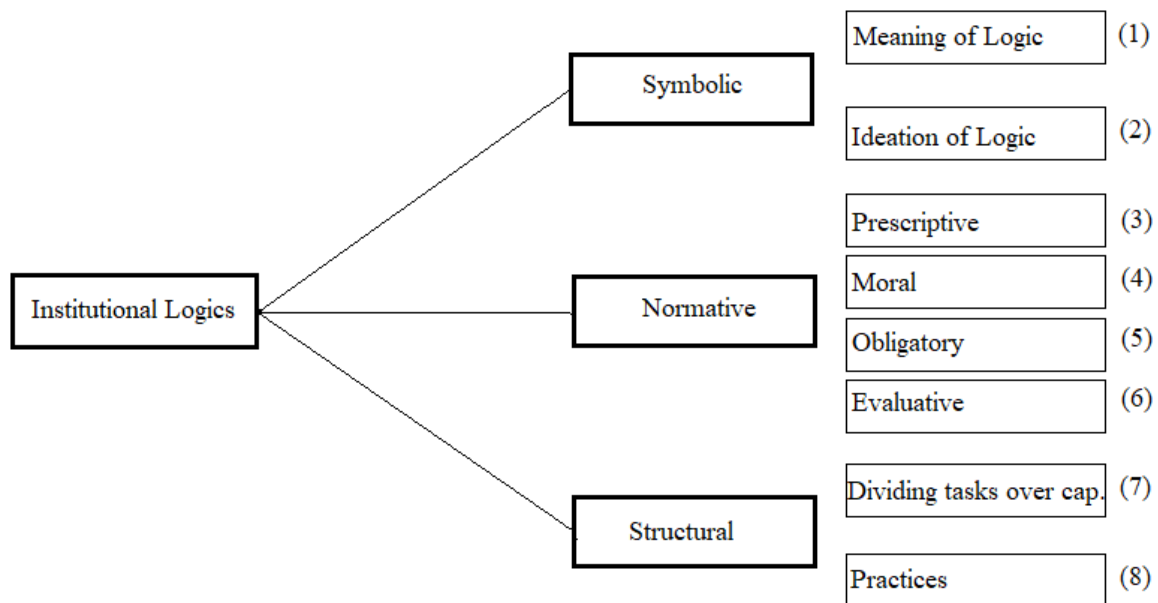 Meaning of Logic (1)
Symbolic
Ideation of Logic (2)
Prescriptive (3)
Moral (4)
Institutional Logics
Normative
Obligatory (5)
Evaluative (6)
Dividing tasks over cap. (7)
Structural
Practices (8)